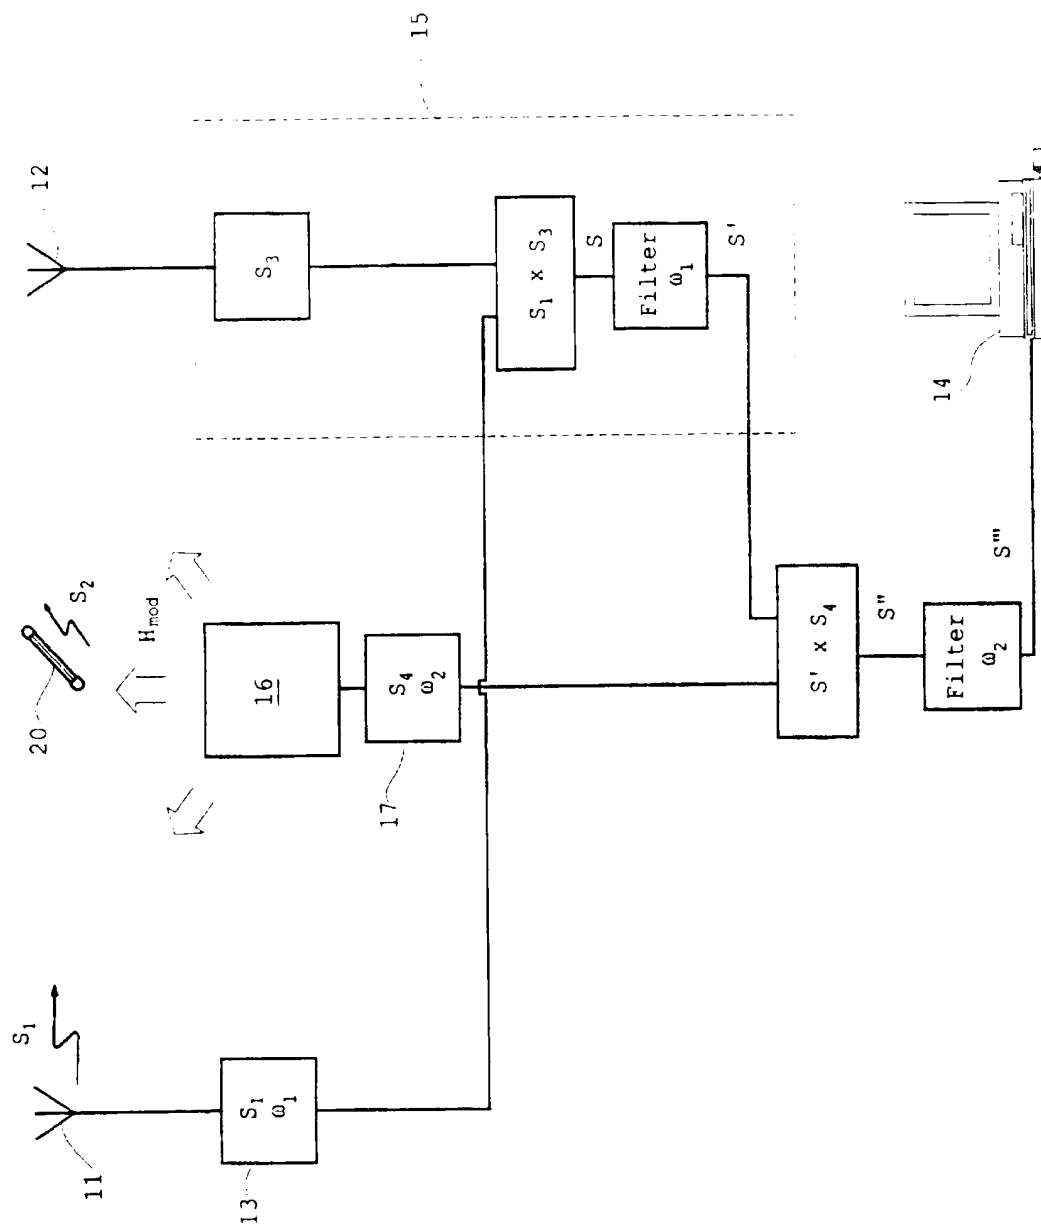 11
S₁
13
S₁
ω₁
20
S₂
H_mod
16
17
S₄
ω₂
12
15
S₃
S₁ x S₃
S
Filter
ω₁
S'
S' x S₄
S"
Filter
ω₂
S'''
14